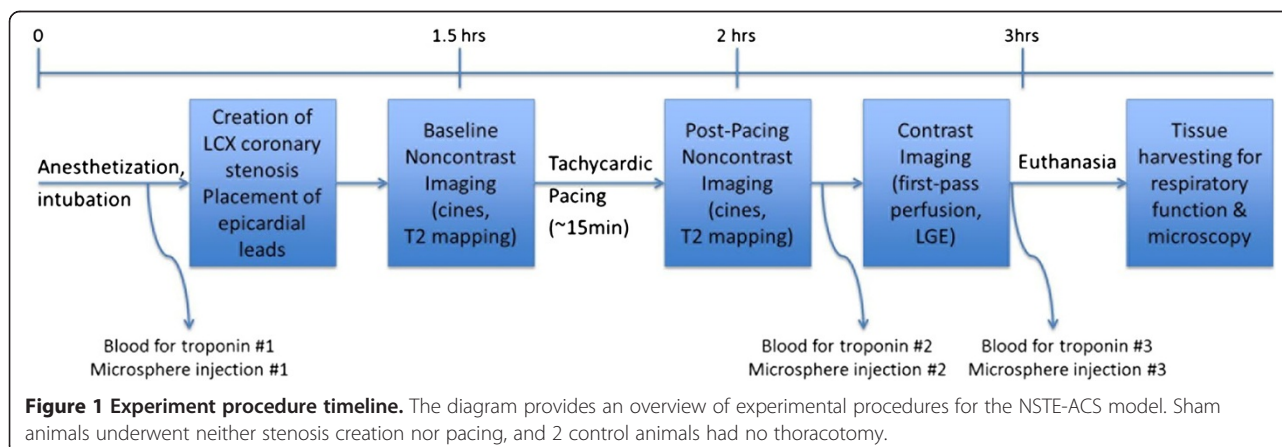 0
1.5 hrs
2 hrs
3hrs
Anesthetization,
intubation
Creation of
LCX coronary
stenosis
Placement of
epicardial
leads
Baseline
Noncontrast
Imaging
(cines,
T2 mapping)
Tachycardic
Pacing
(~15min)
Post-Pacing
Noncontrast
Imaging
(cines,
T2 mapping)
Contrast
Imaging
(first-pass
perfusion,
LGE)
Euthanasia
Tissue
harvesting for
respiratory
function &
microscopy
Blood for troponin #1
Microsphere injection #1
Blood for troponin #2
Microsphere injection #2
Blood for troponin #3
Microsphere injection #3
Figure 1 Experiment procedure timeline. The diagram provides an overview of experimental procedures for the NSTE-ACS model. Sham
animals underwent neither stenosis creation nor pacing, and 2 control animals had no thoracotomy.